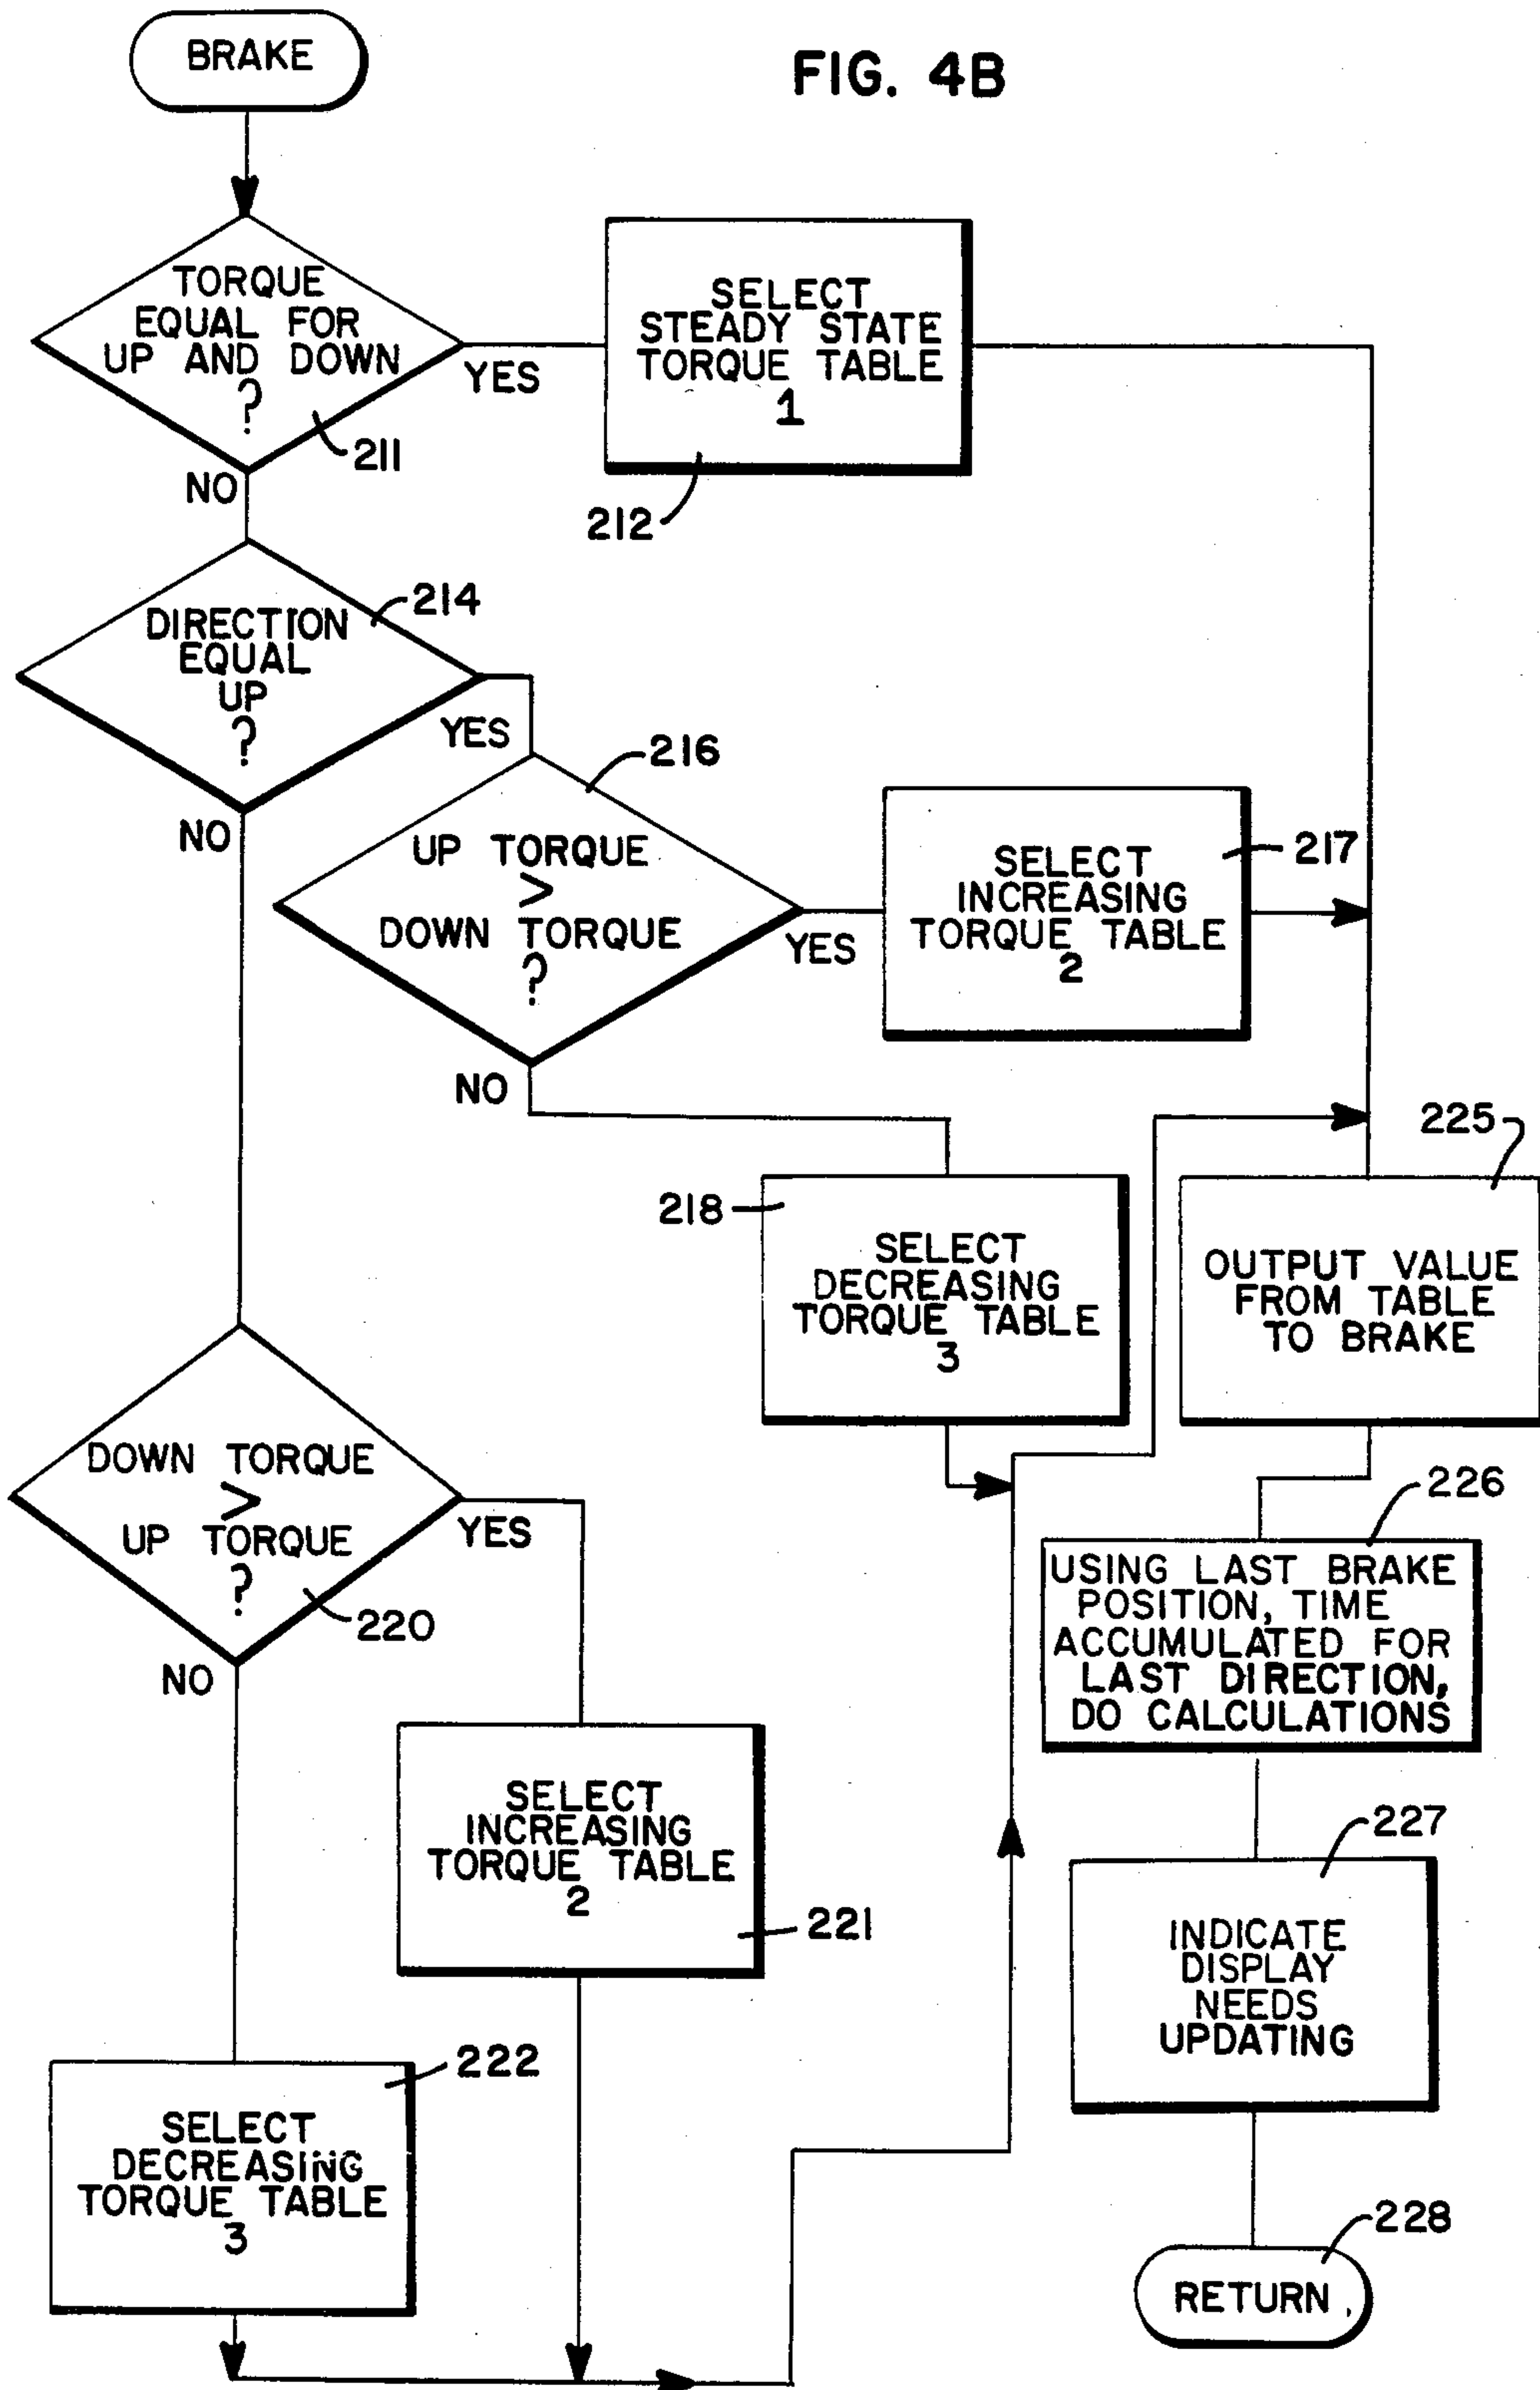 BRAKE
FIG. 4B
TORQUE
EQUAL FOR
UP AND DOWN
?
211
YES
NO
SELECT
STEADY STATE
TORQUE TABLE
1
212
DIRECTION
EQUAL
UP
?
214
YES
NO
216
UP TORQUE
>
DOWN TORQUE
?
YES
NO
SELECT
INCREASING
TORQUE TABLE
2
217
218
SELECT
DECREASING
TORQUE TABLE
3
225
OUTPUT VALUE
FROM TABLE
TO BRAKE
DOWN TORQUE
>
UP TORQUE
?
220
YES
NO
226
USING LAST BRAKE
POSITION, TIME
ACCUMULATED FOR
LAST DIRECTION,
DO CALCULATIONS
SELECT
INCREASING
TORQUE TABLE
2
221
227
INDICATE
DISPLAY
NEEDS
UPDATING
222
SELECT
DECREASING
TORQUE TABLE
3
228
RETURN